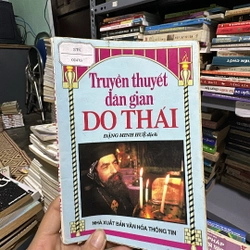 Truyền thuyết
dân gian
DO THÁI
ĐẶNG MINH HUỆ dịch
NHÀ XUẤT BẢN VĂN HÓA THÔNG TIN